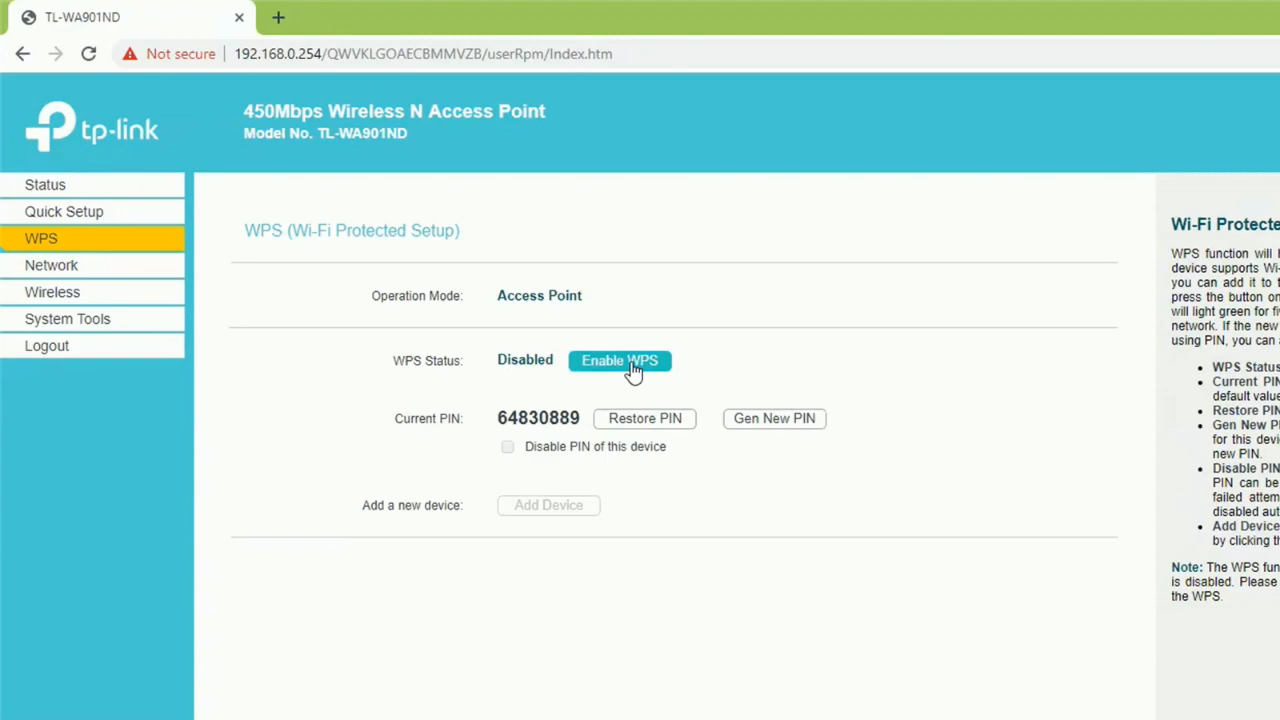 TL-WA901ND
Not secure | 192.168.0.254/QWVKLGOAECBMMVZB/userRpm/Index.htm
tp-link
450Mbps Wireless N Access Point
Model No. TL-WA901ND
Status
Quick Setup
WPS
Network
Wireless
System Tools
Logout
WPS (Wi-Fi Protected Setup)
Operation Mode: Access Point
WPS Status: Disabled Enable WPS
Current PIN: 64830889 Restore PIN Gen New PIN
Disable PIN of this device
Add a new device: Add Device
Wi-Fi Protecte
WPS function will
device supports Wi-
you can add it to
press the button
will light green for
network. If the new
using PIN, you can
WPS Status
Current PIN
default value
Restore PIN
Gen New
for this
new PIN.
Disable PIN
PIN can be
failed
disabled
Add Device
by clicking
Note: The WPS
is disabled. Please
the WPS.